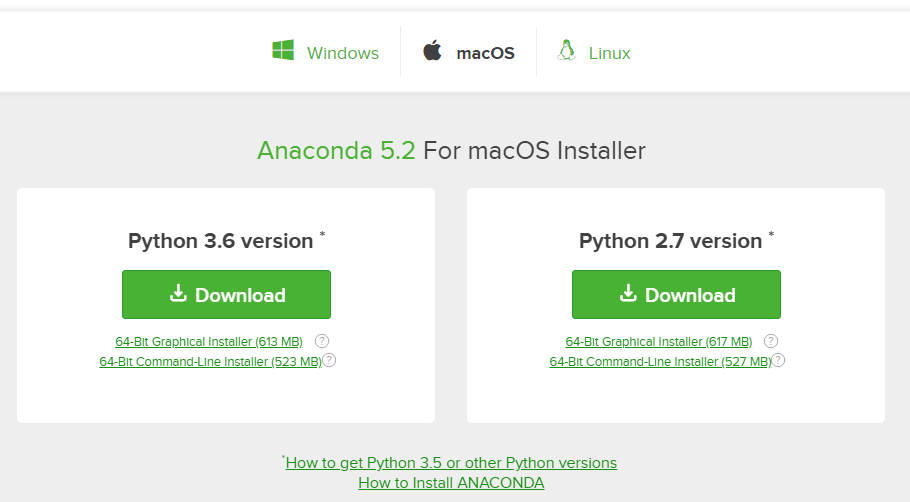 Windows
macOS
Linux
Anaconda 5.2 For macOS Installer
Python 3.6 version *
Download
64-Bit Graphical Installer (613 MB) ?
64-Bit Command-Line Installer (523 MB) ?
Python 2.7 version *
Download
64-Bit Graphical Installer (617 MB) ?
64-Bit Command-Line Installer (527 MB) ?
*How to get Python 3.5 or other Python versions
How to Install ANACONDA